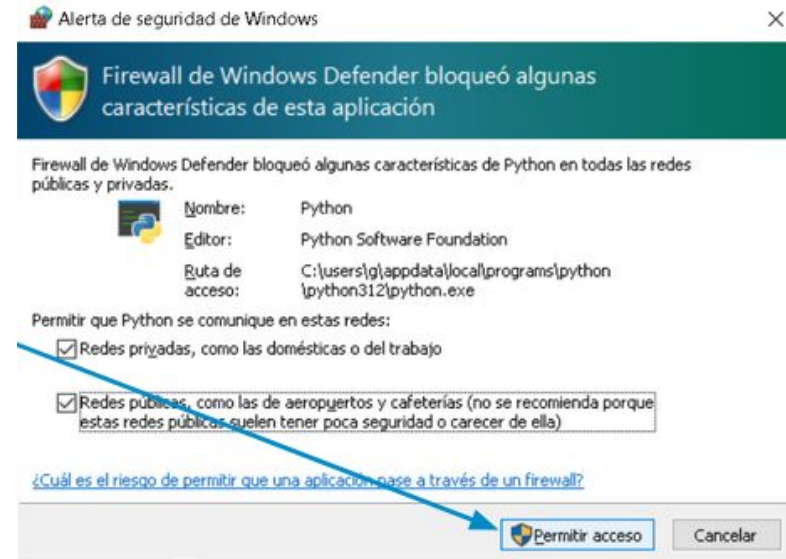 Alerta de seguridad de Windows
Firewall de Windows Defender bloqueó algunas
características de esta aplicación
Firewall de Windows Defender bloqueó algunas características de Python en todas las redes
públicas y privadas.
Nombre: Python
Editor: Python Software Foundation
Ruta de acceso: C:\users\g\appdata\local\programs\python
\python312\python.exe
Permitir que Python se comunique en estas redes:
Redes privadas, como las domésticas o del trabajo
Redes públicas, como las de aeropuertos y cafeterías (no se recomienda porque
estas redes públicas suelen tener poca seguridad o carecer de ella)
¿Cuál es el riesgo de permitir que una aplicación pase a través de un firewall?
Permitir acceso Cancelar